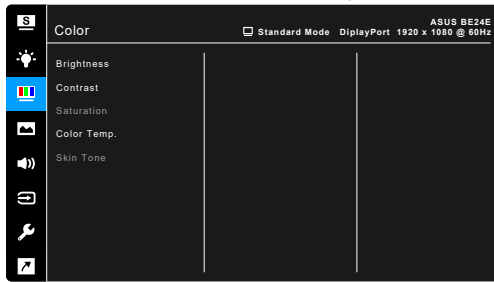 S
Color
ASUS BE24E
Standard Mode DiplayPort 1920 x 1080 @ 60Hz
Brightness
Contrast
Saturation
Color Temp.
Skin Tone